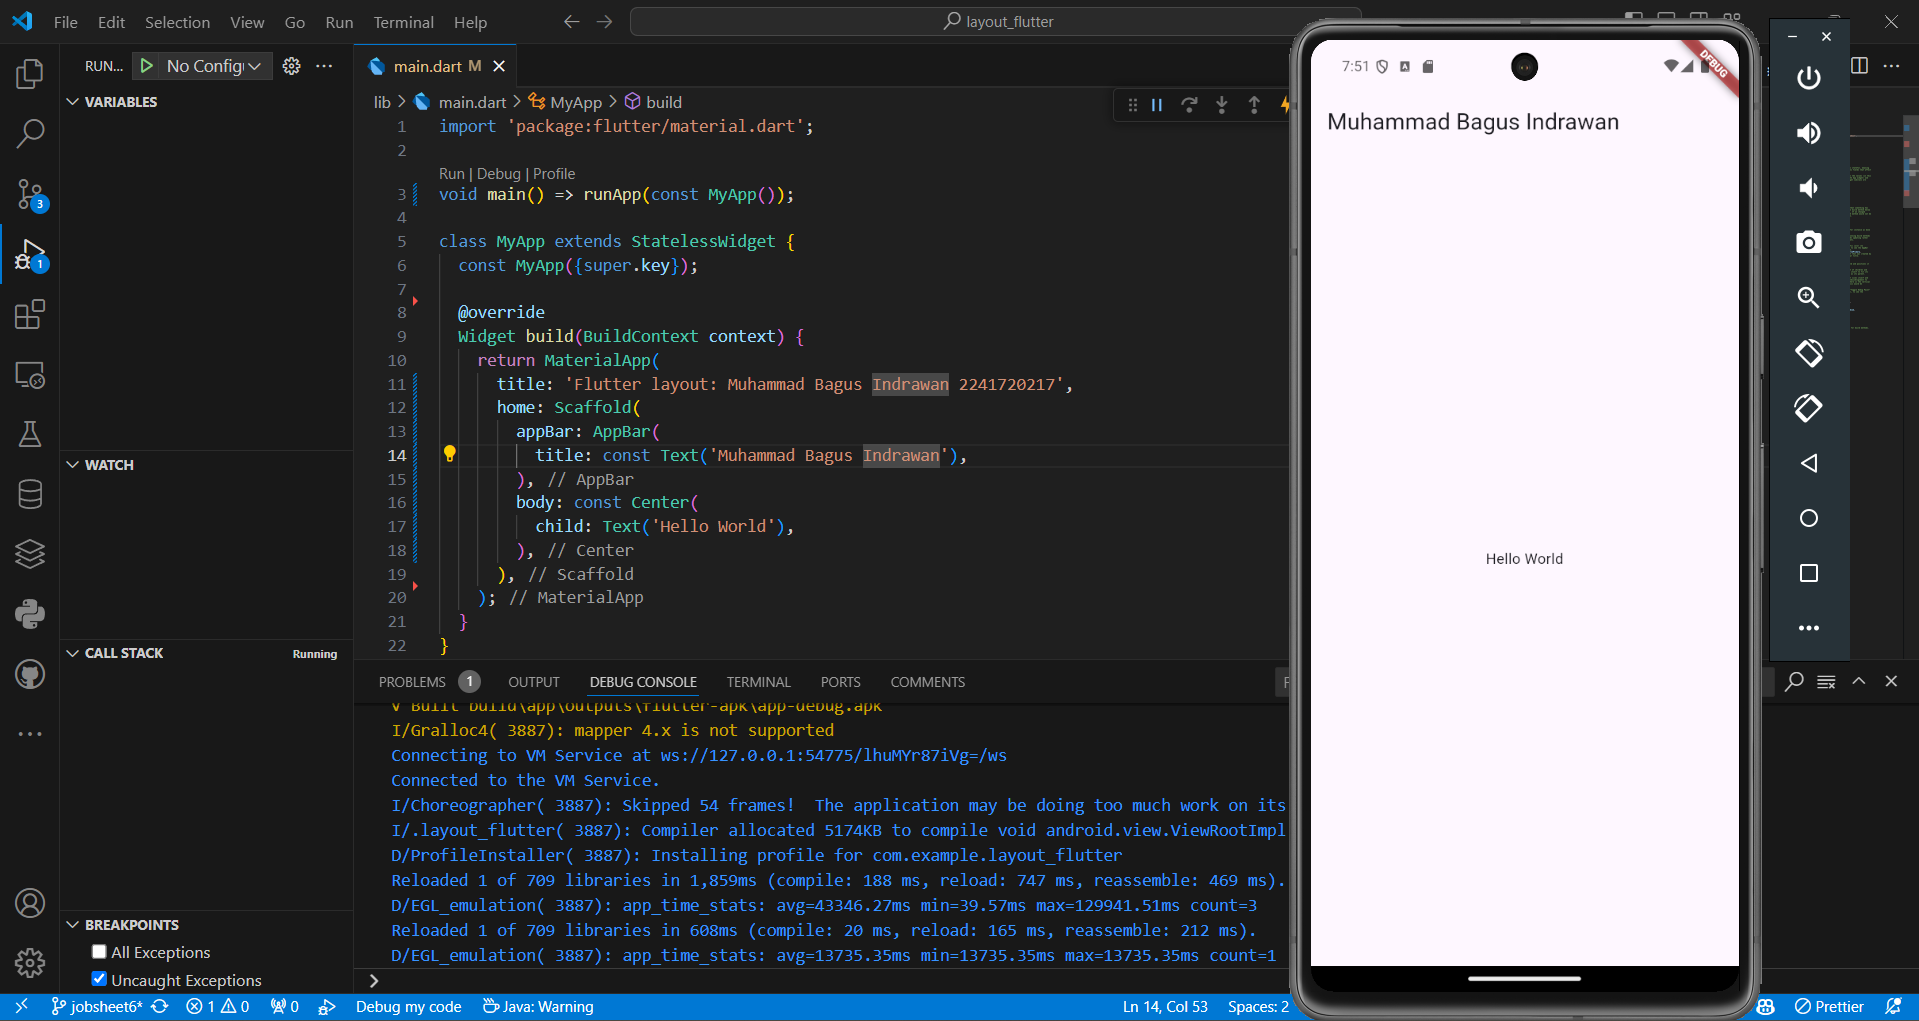 File Edit Selection View Go Run Terminal Help
layout_flutter
RUN...
No Config
main.dart M
lib > main.dart > MyApp > build
VARIABLES
WATCH
CALL STACK
Running
BREAKPOINTS
All Exceptions
Uncaught Exceptions
3
1
1 import 'package:flutter/material.dart';
2
Run | Debug | Profile
3 void main() => runApp(const MyApp());
4
5 class MyApp extends StatelessWidget {
6 const MyApp({super.key});
7
8 @override
9 Widget build(BuildContext context) {
10 return MaterialApp(
11 title: 'Flutter layout: Muhammad Bagus Indrawan 2241720217',
12 home: Scaffold(
13 appBar: AppBar(
14 title: const Text('Muhammad Bagus Indrawan'),
15 ), // AppBar
16 body: const Center(
17 child: Text('Hello World'),
18 ), // Center
19 ), // Scaffold
20 ); // MaterialApp
21 }
22 }
PROBLEMS 1 OUTPUT DEBUG CONSOLE TERMINAL PORTS COMMENTS
√ Built build\app\outputs\flutter-apk\app-debug.apk
I/Gralloc4( 3887): mapper 4.x is not supported
Connecting to VM Service at ws://127.0.0.1:54775/lhuMYr87iVg=/ws
Connected to the VM Service.
I/Choreographer( 3887): Skipped 54 frames!  The application may be doing too much work on its
I/.layout_flutter( 3887): Compiler allocated 5174KB to compile void android.view.ViewRootImpl
D/ProfileInstaller( 3887): Installing profile for com.example.layout_flutter
Reloaded 1 of 709 libraries in 1,859ms (compile: 188 ms, reload: 747 ms, reassemble: 469 ms).
D/EGL_emulation( 3887): app_time_stats: avg=43346.27ms min=39.57ms max=129941.51ms count=3
Reloaded 1 of 709 libraries in 608ms (compile: 20 ms, reload: 165 ms, reassemble: 212 ms).
D/EGL_emulation( 3887): app_time_stats: avg=13735.35ms min=13735.35ms max=13735.35ms count=1
>
7:51
DEBUG
Muhammad Bagus Indrawan
Hello World
jobsheet6* 1 0 0 Debug my code Java: Warning Ln 14, Col 53 Spaces: 2 Prettier